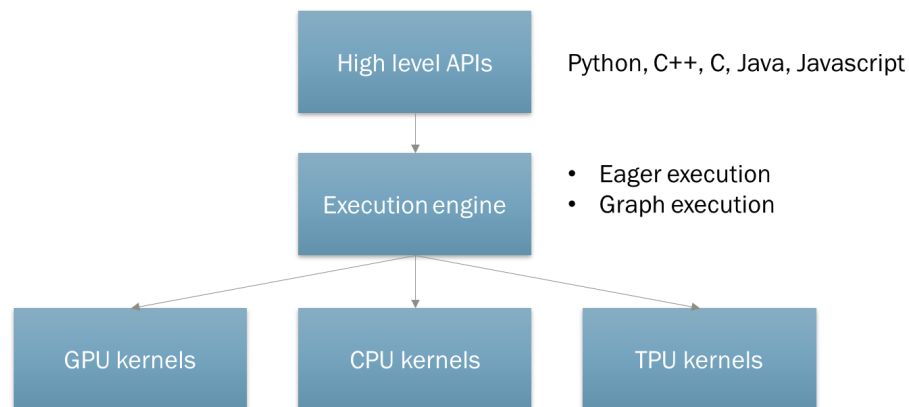 High level APIs
Python, C++, C, Java, Javascript
Execution engine
• Eager execution
• Graph execution
GPU kernels
CPU kernels
TPU kernels